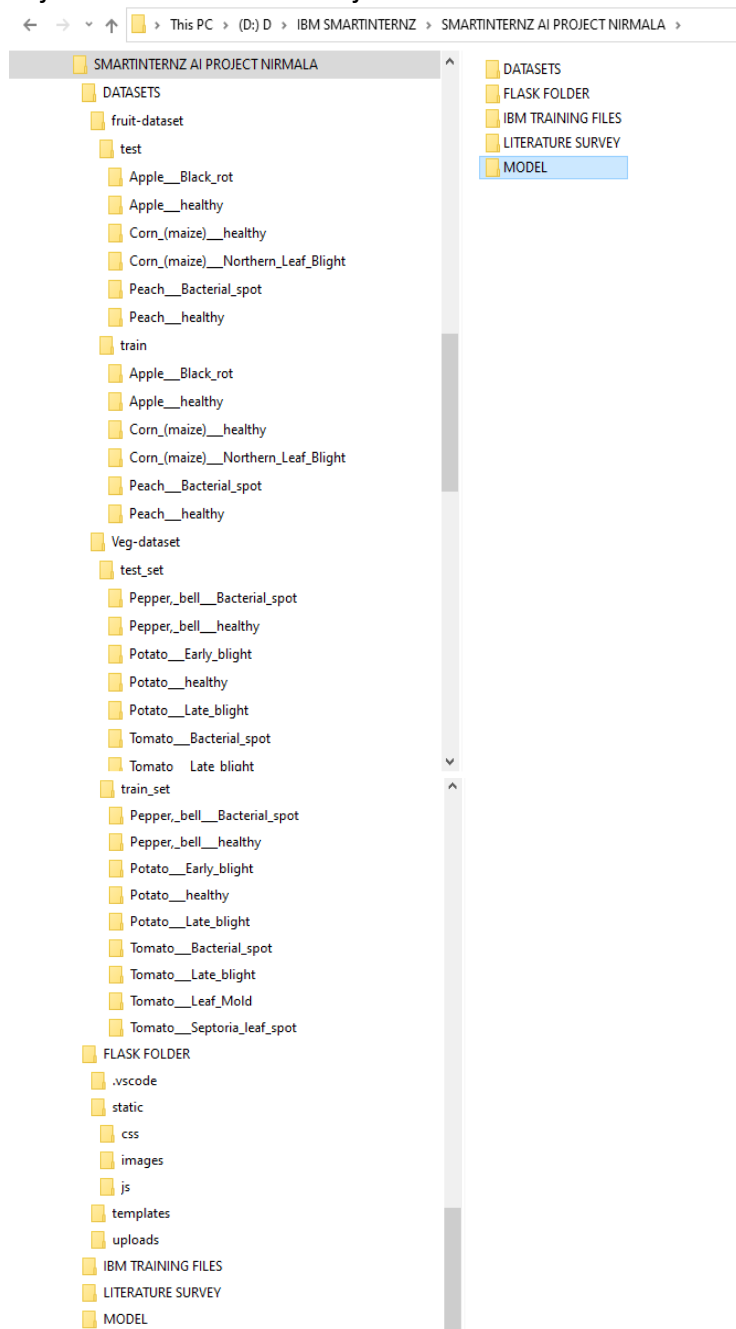 This PC > (D:) D > IBM SMARTINTERNZ > SMARTINTERNZ AI PROJECT NIRMALA >
SMARTINTERNZ AI PROJECT NIRMALA
DATASETS
fruit-dataset
test
Apple___Black_rot
Apple___healthy
Corn_(maize)___healthy
Corn_(maize)___Northern_Leaf_Blight
Peach___Bacterial_spot
Peach___healthy
train
Apple___Black_rot
Apple___healthy
Corn_(maize)___healthy
Corn_(maize)___Northern_Leaf_Blight
Peach___Bacterial_spot
Peach___healthy
Veg-dataset
test_set
Pepper,_bell___Bacterial_spot
Pepper,_bell___healthy
Potato___Early_blight
Potato___healthy
Potato___Late_blight
Tomato___Bacterial_spot
Tomato___Late_blight
train_set
Pepper,_bell___Bacterial_spot
Pepper,_bell___healthy
Potato___Early_blight
Potato___healthy
Potato___Late_blight
Tomato___Bacterial_spot
Tomato___Late_blight
Tomato___Leaf_Mold
Tomato___Septoria_leaf_spot
FLASK FOLDER
.vscode
static
css
images
js
templates
uploads
IBM TRAINING FILES
LITERATURE SURVEY
MODEL
DATASETS
FLASK FOLDER
IBM TRAINING FILES
LITERATURE SURVEY
MODEL